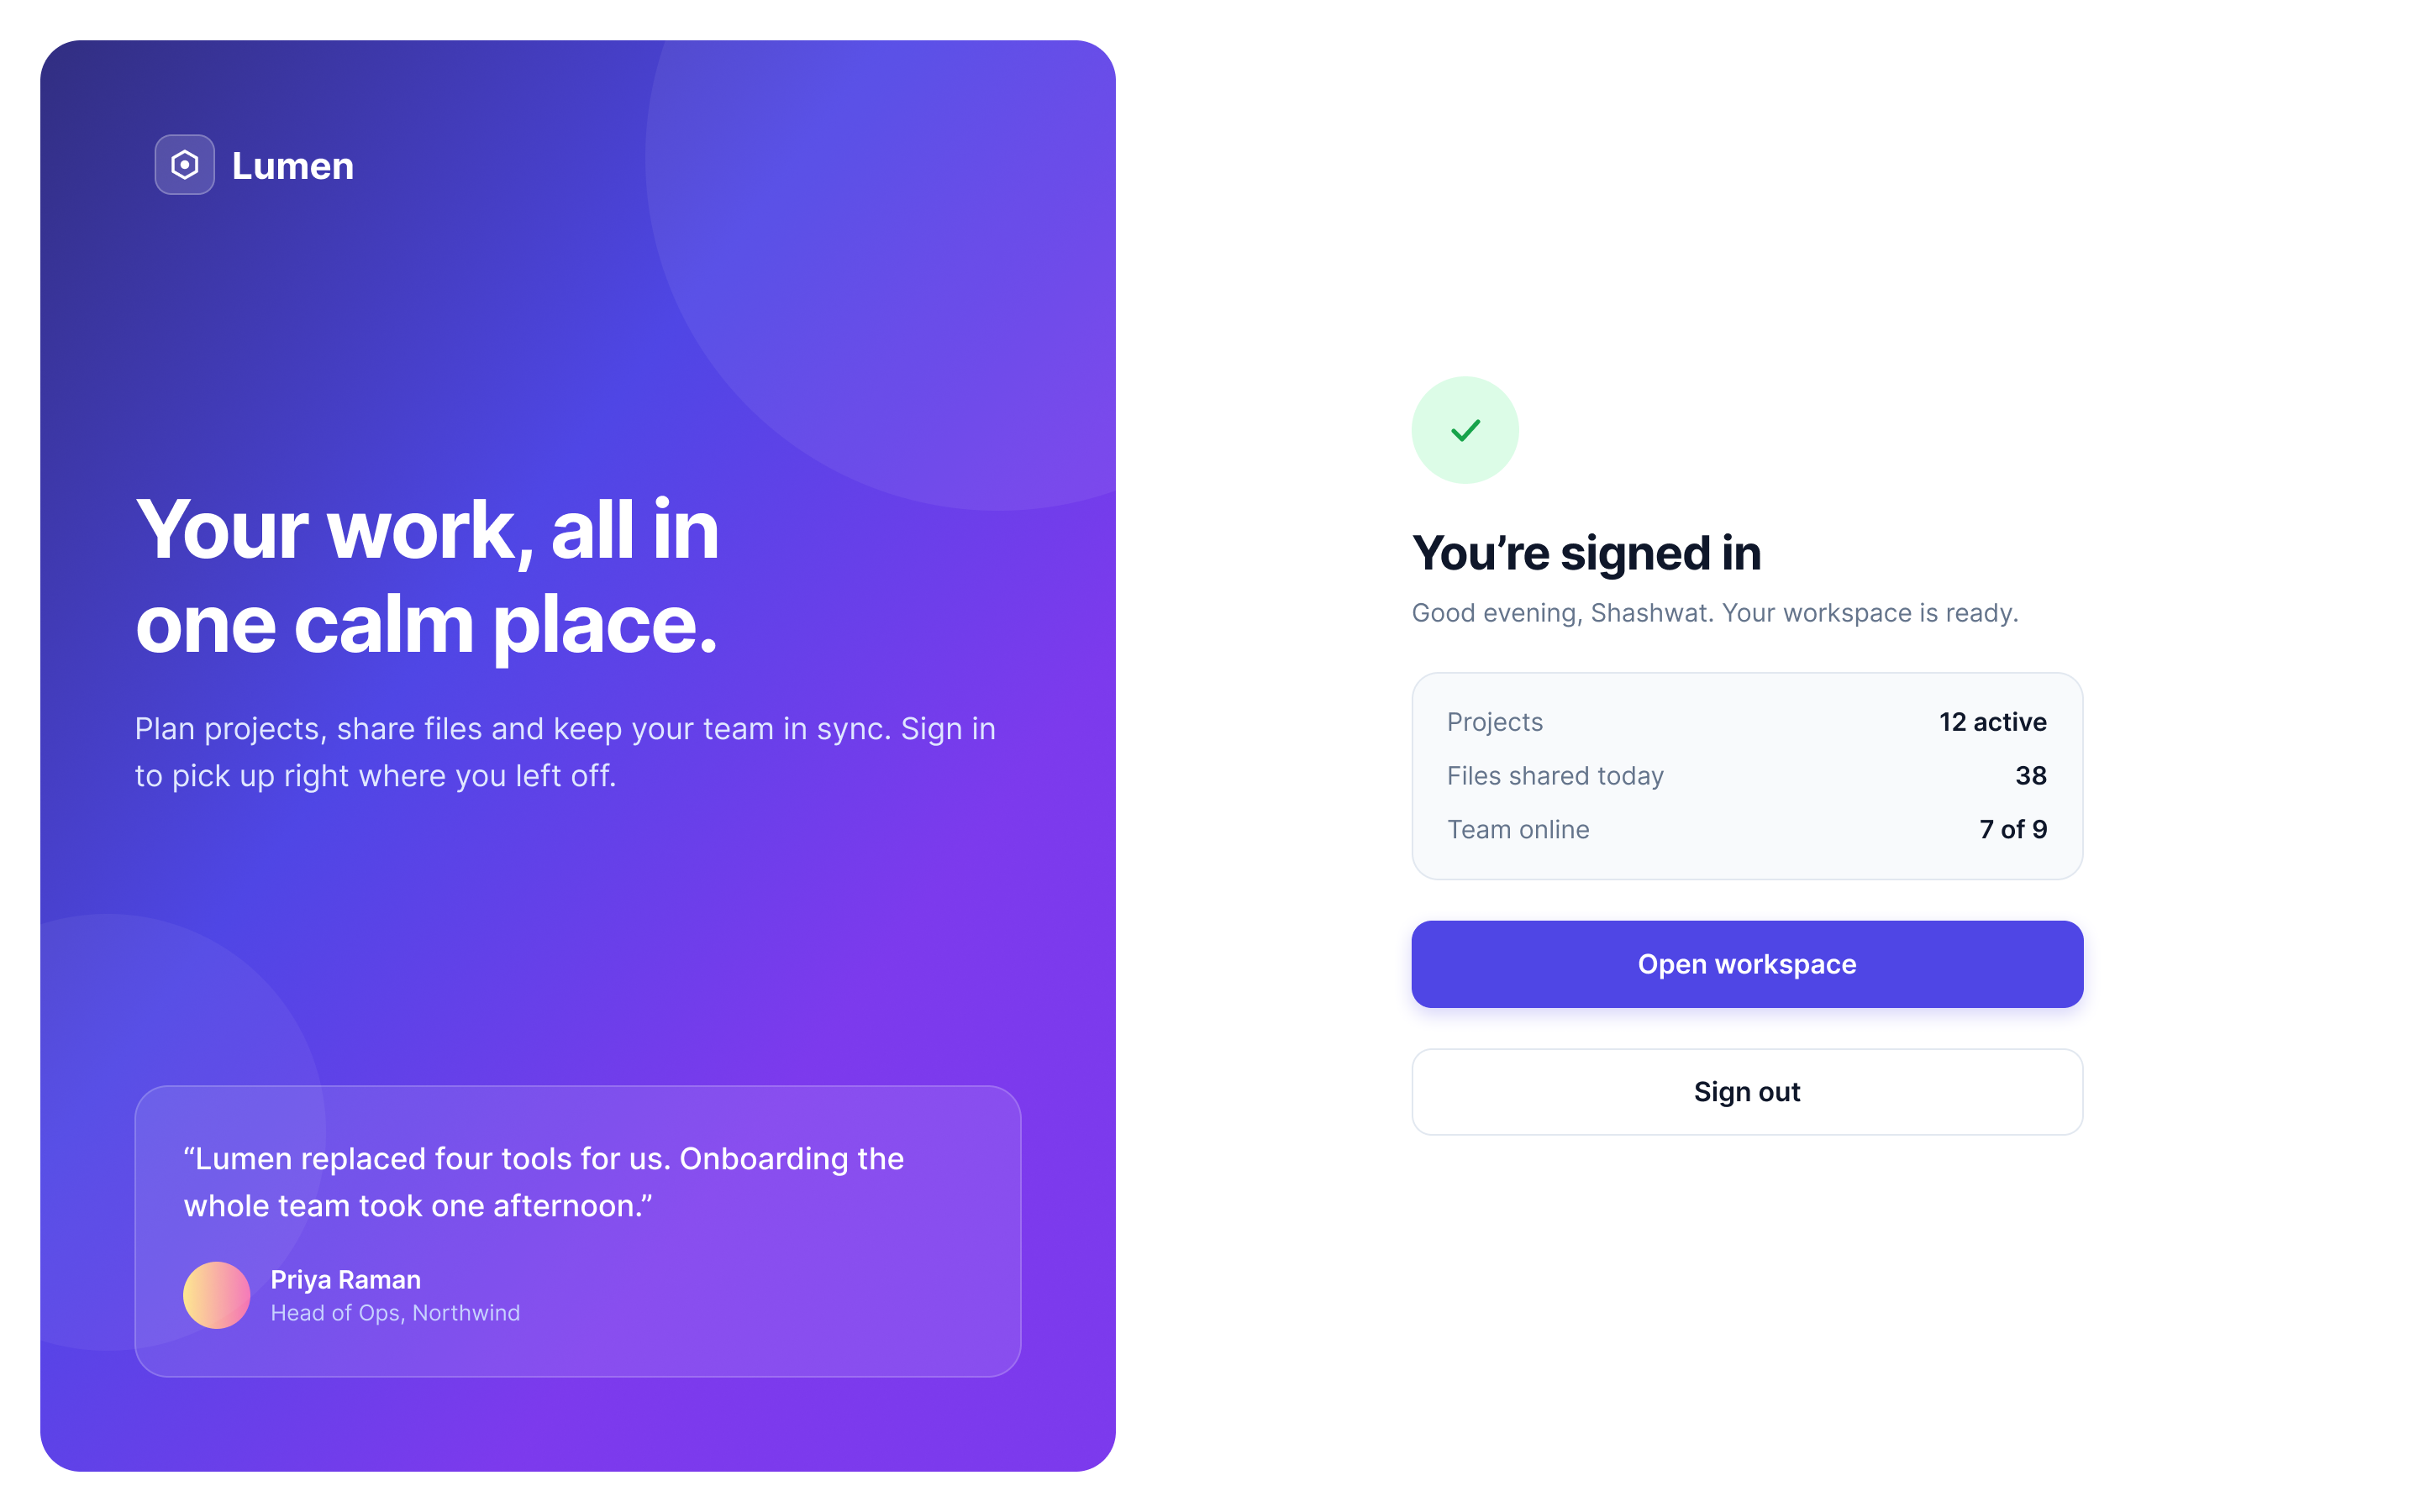 Lumen
Your work, all in
one calm place.
Plan projects, share files and keep your team in sync. Sign in
to pick up right where you left off.
“Lumen replaced four tools for us. Onboarding the
whole team took one afternoon.”
Priya Raman
Head of Ops, Northwind
You’re signed in
Good evening, Shashwat. Your workspace is ready.
Projects 12 active
Files shared today 38
Team online 7 of 9
Open workspace
Sign out